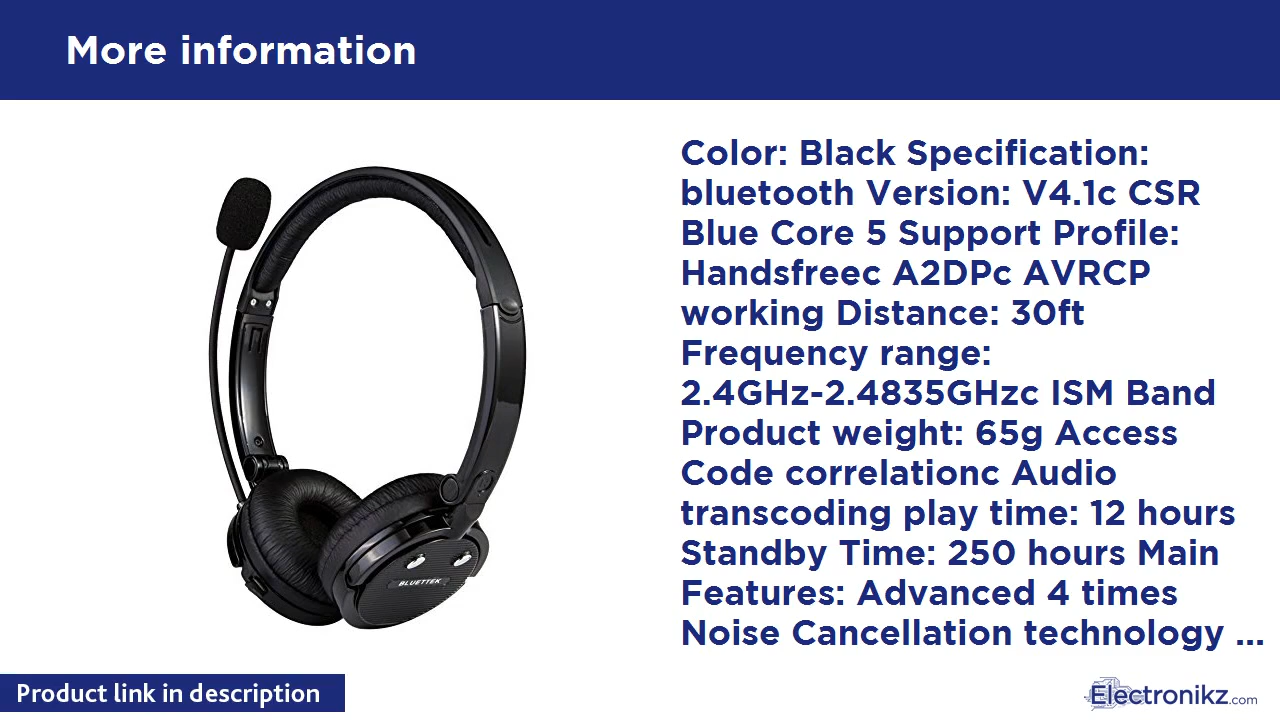 More information
Color: Black Specification:
bluetooth Version: V4.1c CSR
Blue Core 5 Support Profile:
Handsfreec A2DPc AVRCP
working Distance: 30ft
Frequency range:
2.4GHz-2.4835GHzc ISM Band
Product weight: 65g Access
Code correlationc Audio
transcoding play time: 12 hours
Standby Time: 250 hours Main
Features: Advanced 4 times
Noise Cancellation technology ...
BLUETTEK
Product link in description
Electronikz.com